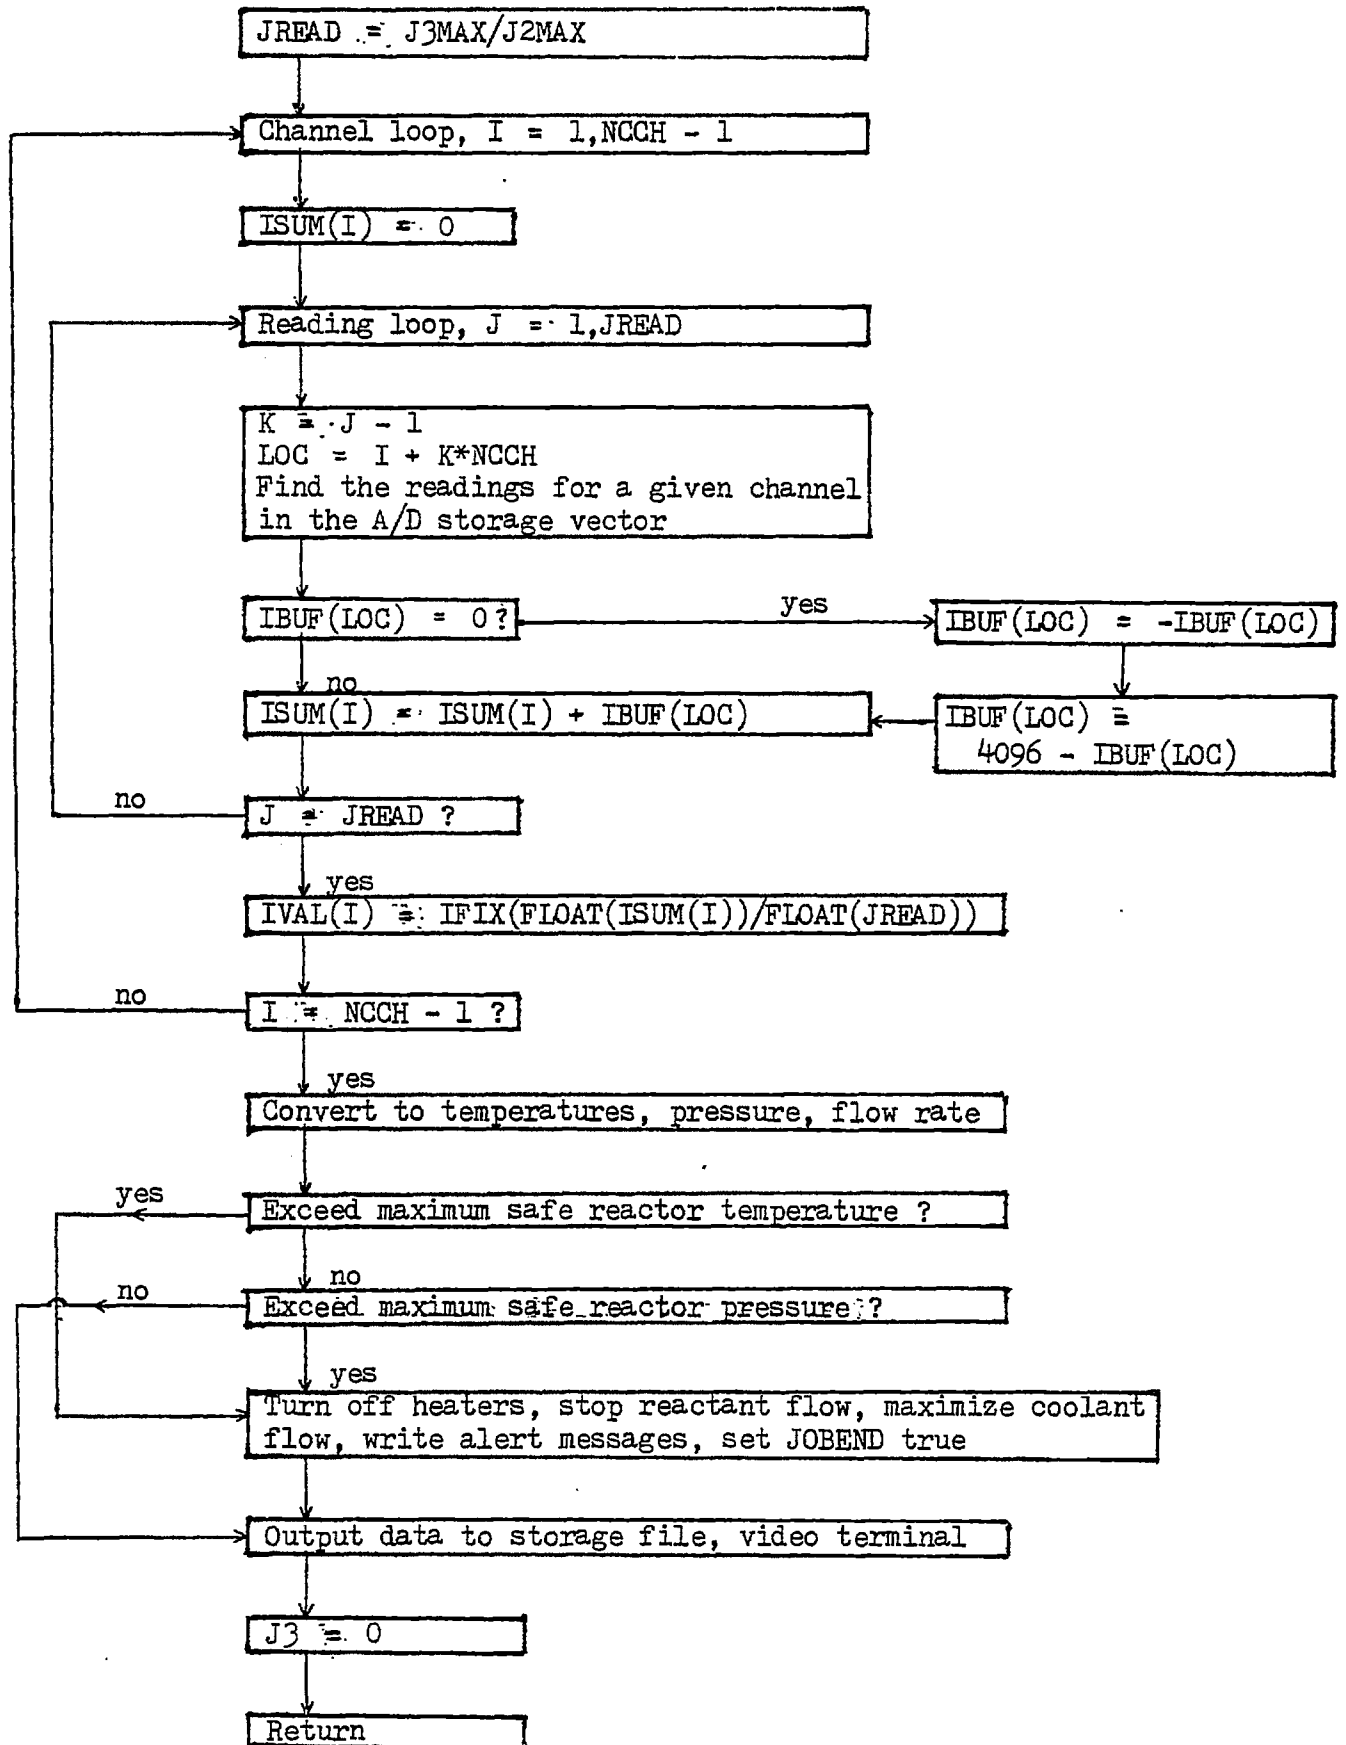 JREAD = J3MAX/J2MAX
Channel loop, I = 1,NCCH - 1
ISUM(I) = 0
Reading loop, J = 1,JREAD
K = J - 1
LOC = I + K*NCCH
Find the readings for a given channel
in the A/D storage vector
IBUF(LOC) = 0?
yes
IBUF(LOC) = -IBUF(LOC)
no
ISUM(I) = ISUM(I) + IBUF(LOC)
IBUF(LOC) =
4096 - IBUF(LOC)
no
J = JREAD ?
yes
IVAL(I) = IFIX(FLOAT(ISUM(I))/FLOAT(JREAD))
no
I = NCCH - 1 ?
yes
Convert to temperatures, pressure, flow rate
yes
Exceed maximum safe reactor temperature ?
no
no
Exceed maximum safe reactor pressure ?
yes
Turn off heaters, stop reactant flow, maximize coolant
flow, write alert messages, set JOBEND true
Output data to storage file, video terminal
J3 = 0
Return